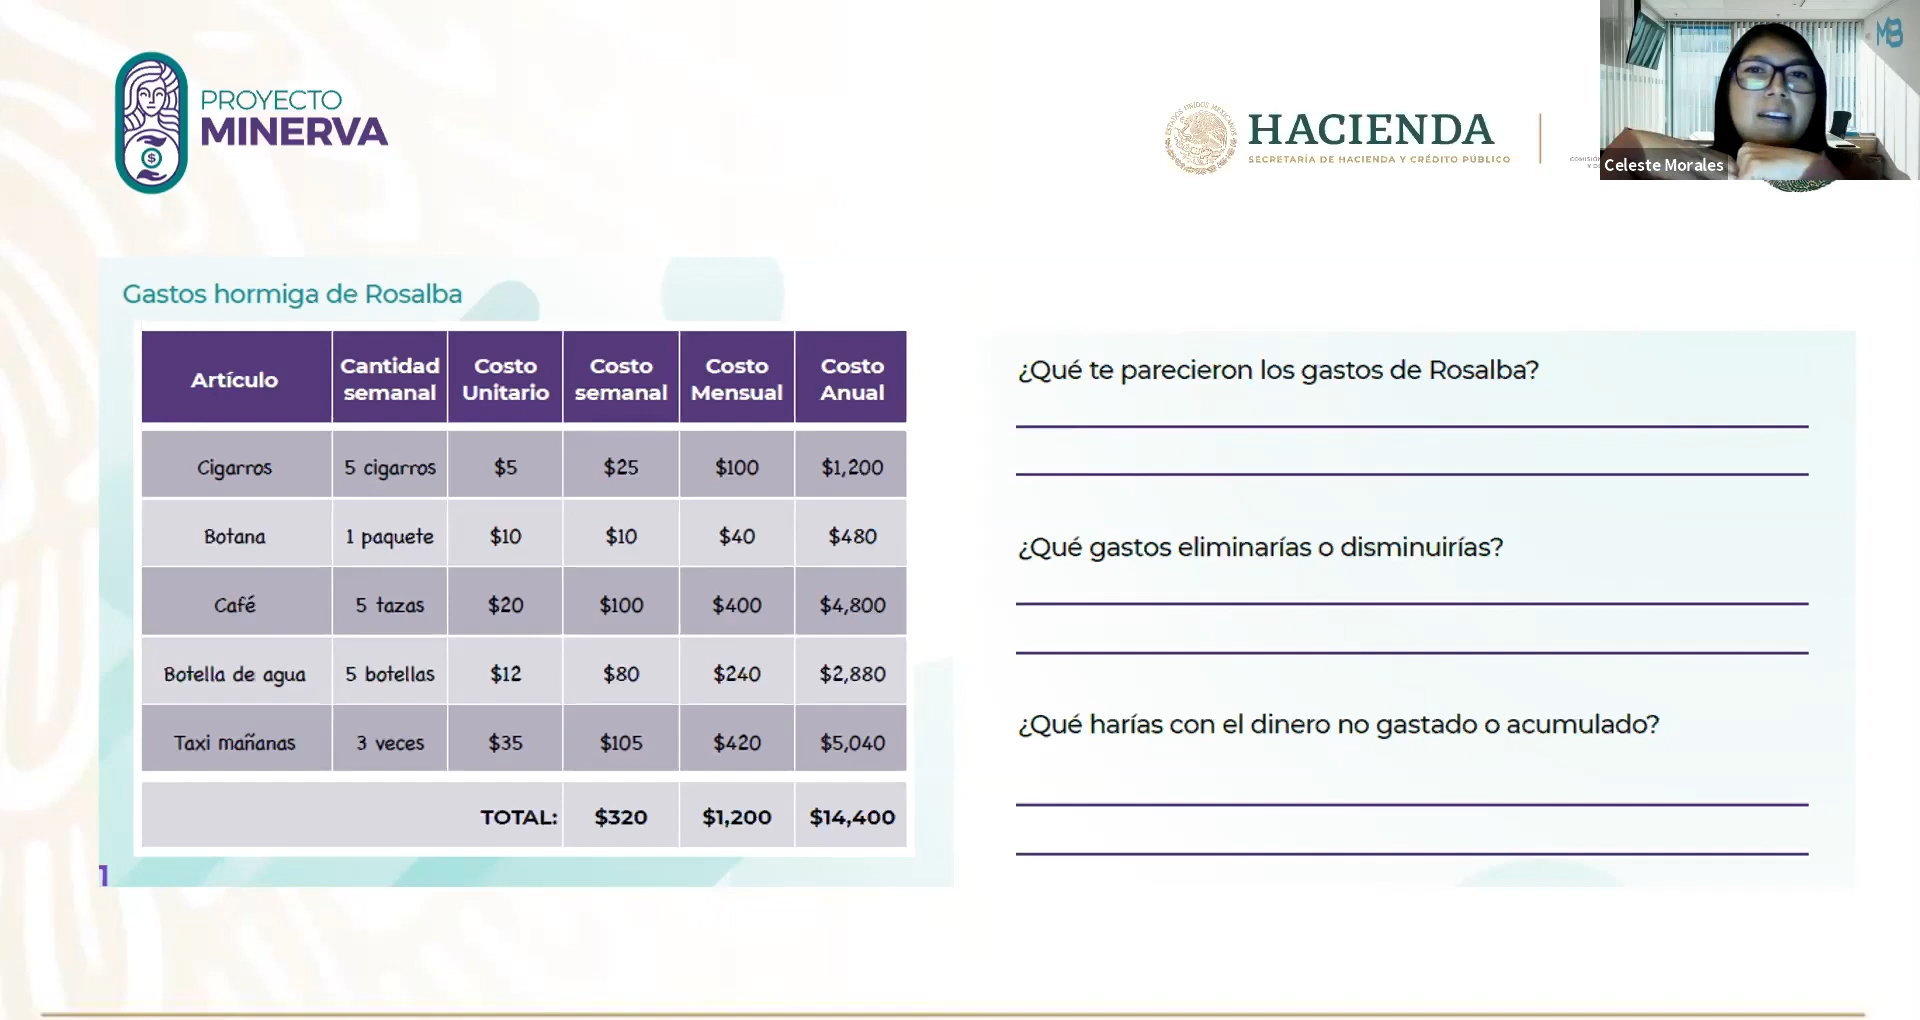 PROYECTO
MINERVA
HACIENDA
SECRETARÍA DE HACIENDA Y CRÉDITO PÚBLICO
Celeste Morales
Gastos hormiga de Rosalba
Artículo Cantidad semanal Costo Unitario Costo semanal Costo Mensual Costo Anual
Cigarros 5 cigarros $5 $25 $100 $1,200
Botana 1 paquete $10 $10 $40 $480
Café 5 tazas $20 $100 $400 $4,800
Botella de agua 5 botellas $12 $80 $240 $2,880
Taxi mañanas 3 veces $35 $105 $420 $5,040
TOTAL: $320 $1,200 $14,400
1
¿Qué te parecieron los gastos de Rosalba?
¿Qué gastos eliminarías o disminuirías?
¿Qué harías con el dinero no gastado o acumulado?